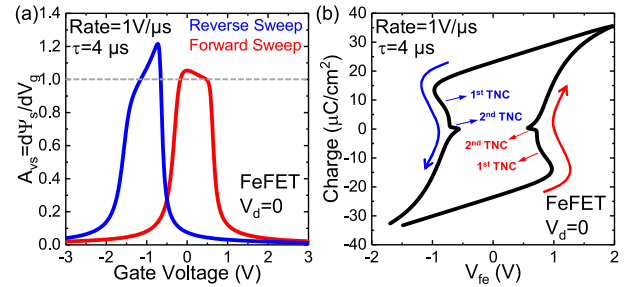 (a)
Rate=1V/µs
τ=4 µs
Reverse Sweep
Forward Sweep
FeFET
V_d=0
A_vs=dΨ_s/dV_g
1.4
1.2
1.0
0.8
0.6
0.4
0.2
0.0
-3 -2 -1 0 1 2 3
Gate Voltage (V)
(b)
Rate=1V/µs
τ=4 µs
1st TNC
2nd TNC
2nd TNC
1st TNC
FeFET
V_d=0
Charge (µC/cm²)
40
30
20
10
0
-10
-20
-30
-40
-2 -1 0 1 2
V_fe (V)